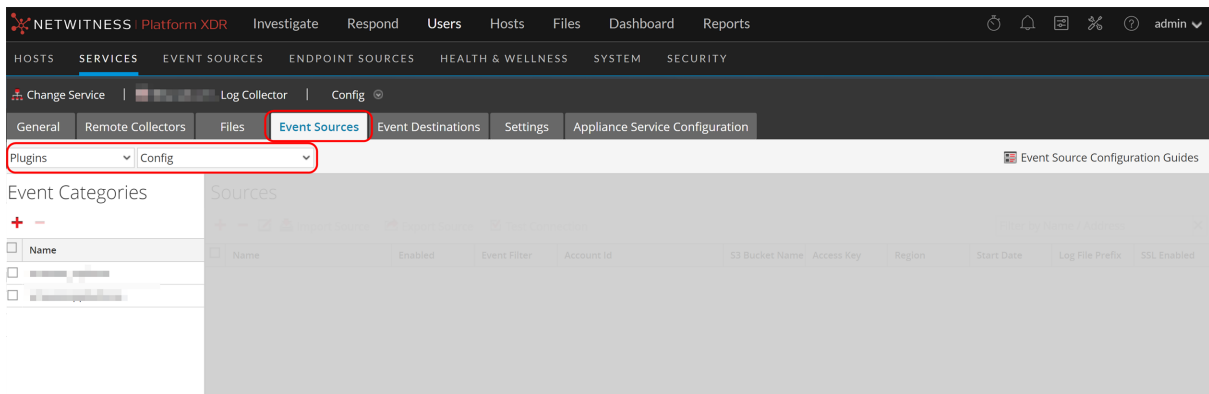 NETWITNESS | Platform XDR Investigate Respond Users Hosts Files Dashboard Reports admin
HOSTS SERVICES EVENT SOURCES ENDPOINT SOURCES HEALTH & WELLNESS SYSTEM SECURITY
Change Service | Log Collector | Config
General Remote Collectors Files Event Sources Event Destinations Settings Appliance Service Configuration
Plugins Config Event Source Configuration Guides
Event Categories Sources
+ −
Name Name Enabled Event Filter Account Id S3 Bucket Name Access Key Region Start Date Log File Prefix SSL Enabled